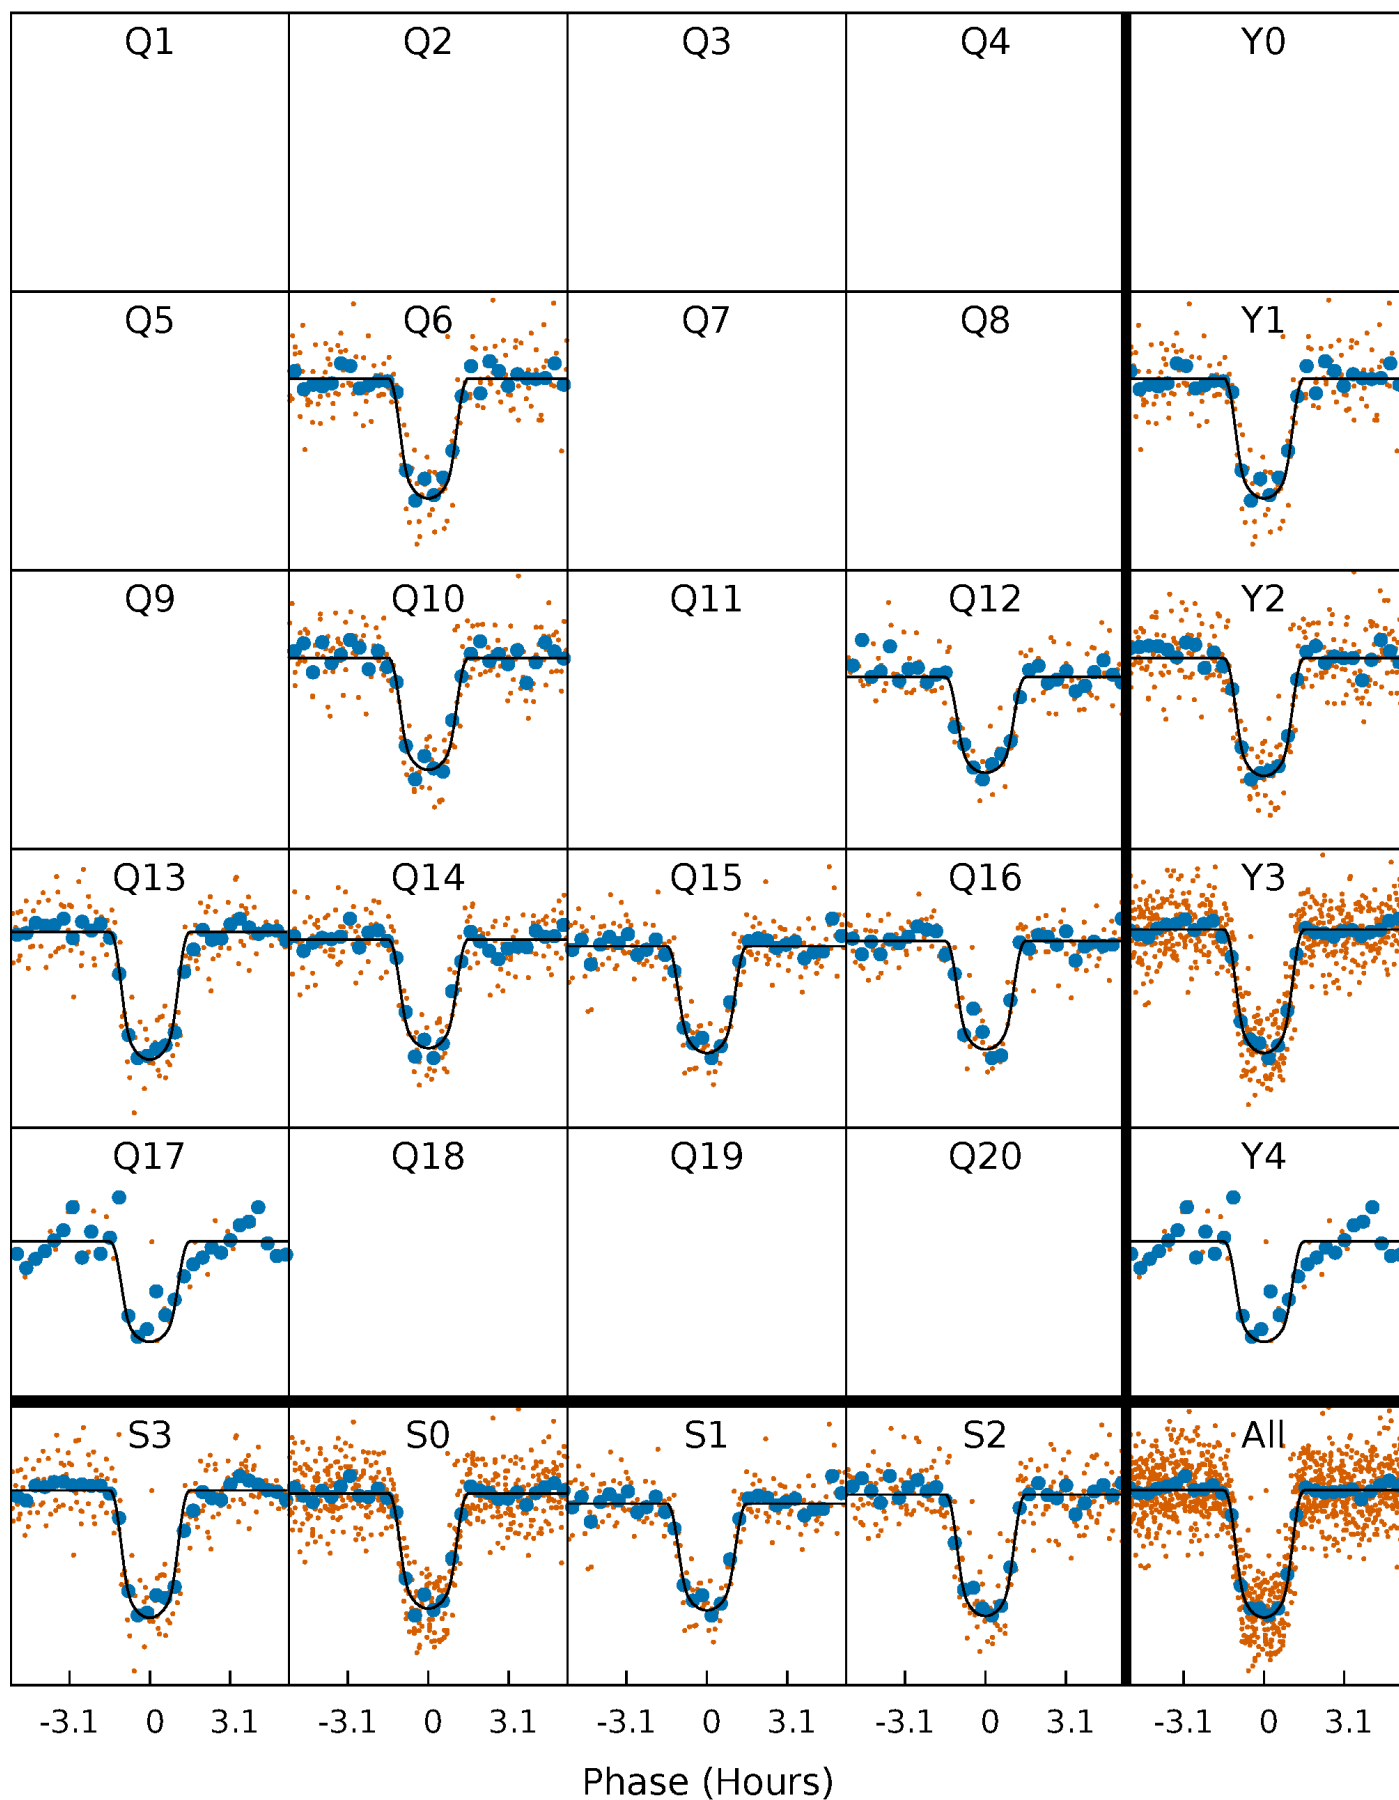 Q1 Q2 Q3 Q4 Y0
Q5 Q6 Q7 Q8 Y1
Q9 Q10 Q11 Q12 Y2
Q13 Q14 Q15 Q16 Y3
Q17 Q18 Q19 Q20 Y4
S3 S0 S1 S2 All
-3.1 0 3.1 -3.1 0 3.1 -3.1 0 3.1 -3.1 0 3.1 -3.1 0 3.1
Phase (Hours)